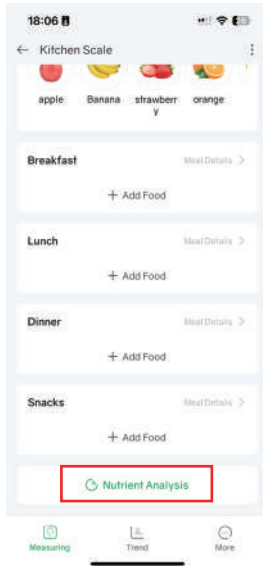 18:06
← Kitchen Scale
apple Banana strawberr y orange
Breakfast Meal Details >
+ Add Food
Lunch Meal Details >
+ Add Food
Dinner Meal Details >
+ Add Food
Snacks Meal Details >
+ Add Food
Nutrient Analysis
Measuring Trend More